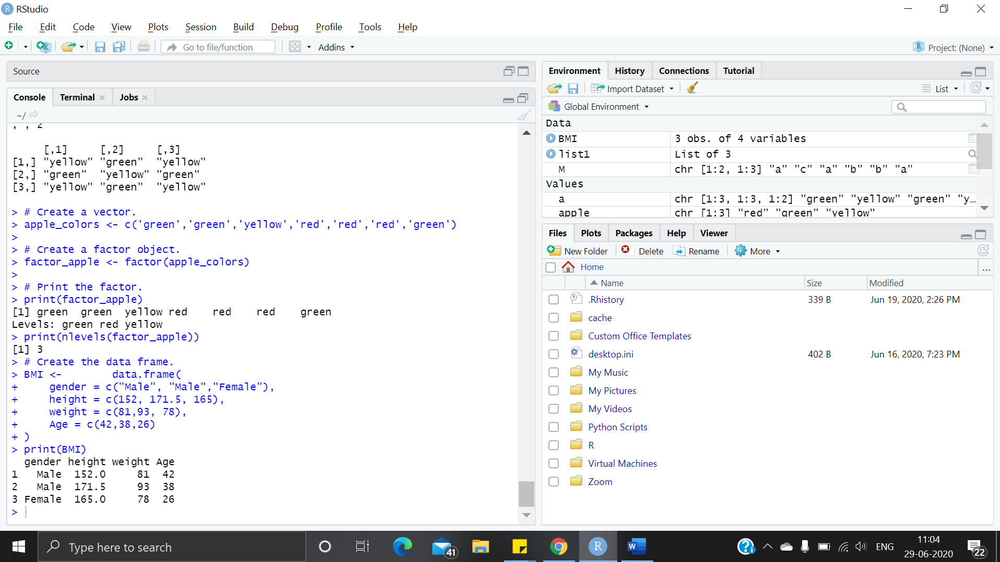 RStudio
File Edit Code View Plots Session Build Debug Profile Tools Help
Go to file/function Addins Project: (None)
Source
Console Terminal Jobs
~/
, , 2
     [,1]     [,2]     [,3]
[1,] "yellow" "green"  "yellow"
[2,] "green"  "yellow" "green"
[3,] "yellow" "green"  "yellow"
> # Create a vector.
> apple_colors <- c('green','green','yellow','red','red','red','green')
>
> # Create a factor object.
> factor_apple <- factor(apple_colors)
>
> # Print the factor.
> print(factor_apple)
[1] green  green  yellow red    red    red    green
Levels: green red yellow
> print(nlevels(factor_apple))
[1] 3
> # Create the data frame.
> BMI <-        data.frame(
+     gender = c("Male", "Male","Female"),
+     height = c(152, 171.5, 165),
+     weight = c(81,93, 78),
+     Age = c(42,38,26)
+ )
> print(BMI)
  gender height weight Age
1   Male  152.0     81  42
2   Male  171.5     93  38
3 Female  165.0     78  26
>
Environment History Connections Tutorial
Import Dataset List
Global Environment
Data
BMI 3 obs. of 4 variables
list1 List of 3
M chr [1:2, 1:3] "a" "c" "a" "b" "b" "a"
Values
a chr [1:3, 1:3, 1:2] "green" "yellow" "green" "y…
apple chr [1:3] "red" "green" "yellow"
Files Plots Packages Help Viewer
New Folder Delete Rename More
Home ...
Name Size Modified
.Rhistory 339 B Jun 19, 2020, 2:26 PM
cache
Custom Office Templates
desktop.ini 402 B Jun 16, 2020, 7:23 PM
My Music
My Pictures
My Videos
Python Scripts
R
Virtual Machines
Zoom
Type here to search 41 R W ENG 11:04
29-06-2020 22